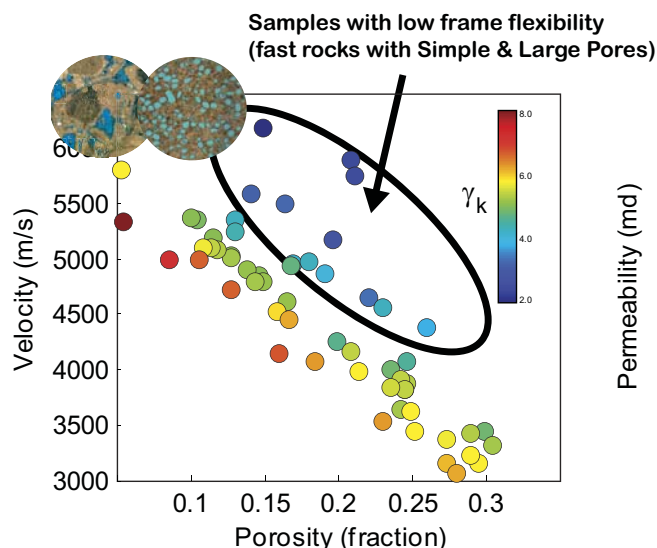 Samples with low frame flexibility
(fast rocks with Simple & Large Pores)
5500
5000
4500
4000
3500
3000
Velocity (m/s)
0.1
0.15
0.2
0.25
0.3
Porosity (fraction)
γk
8.0
6.0
4.0
2.0
Permeability (md)